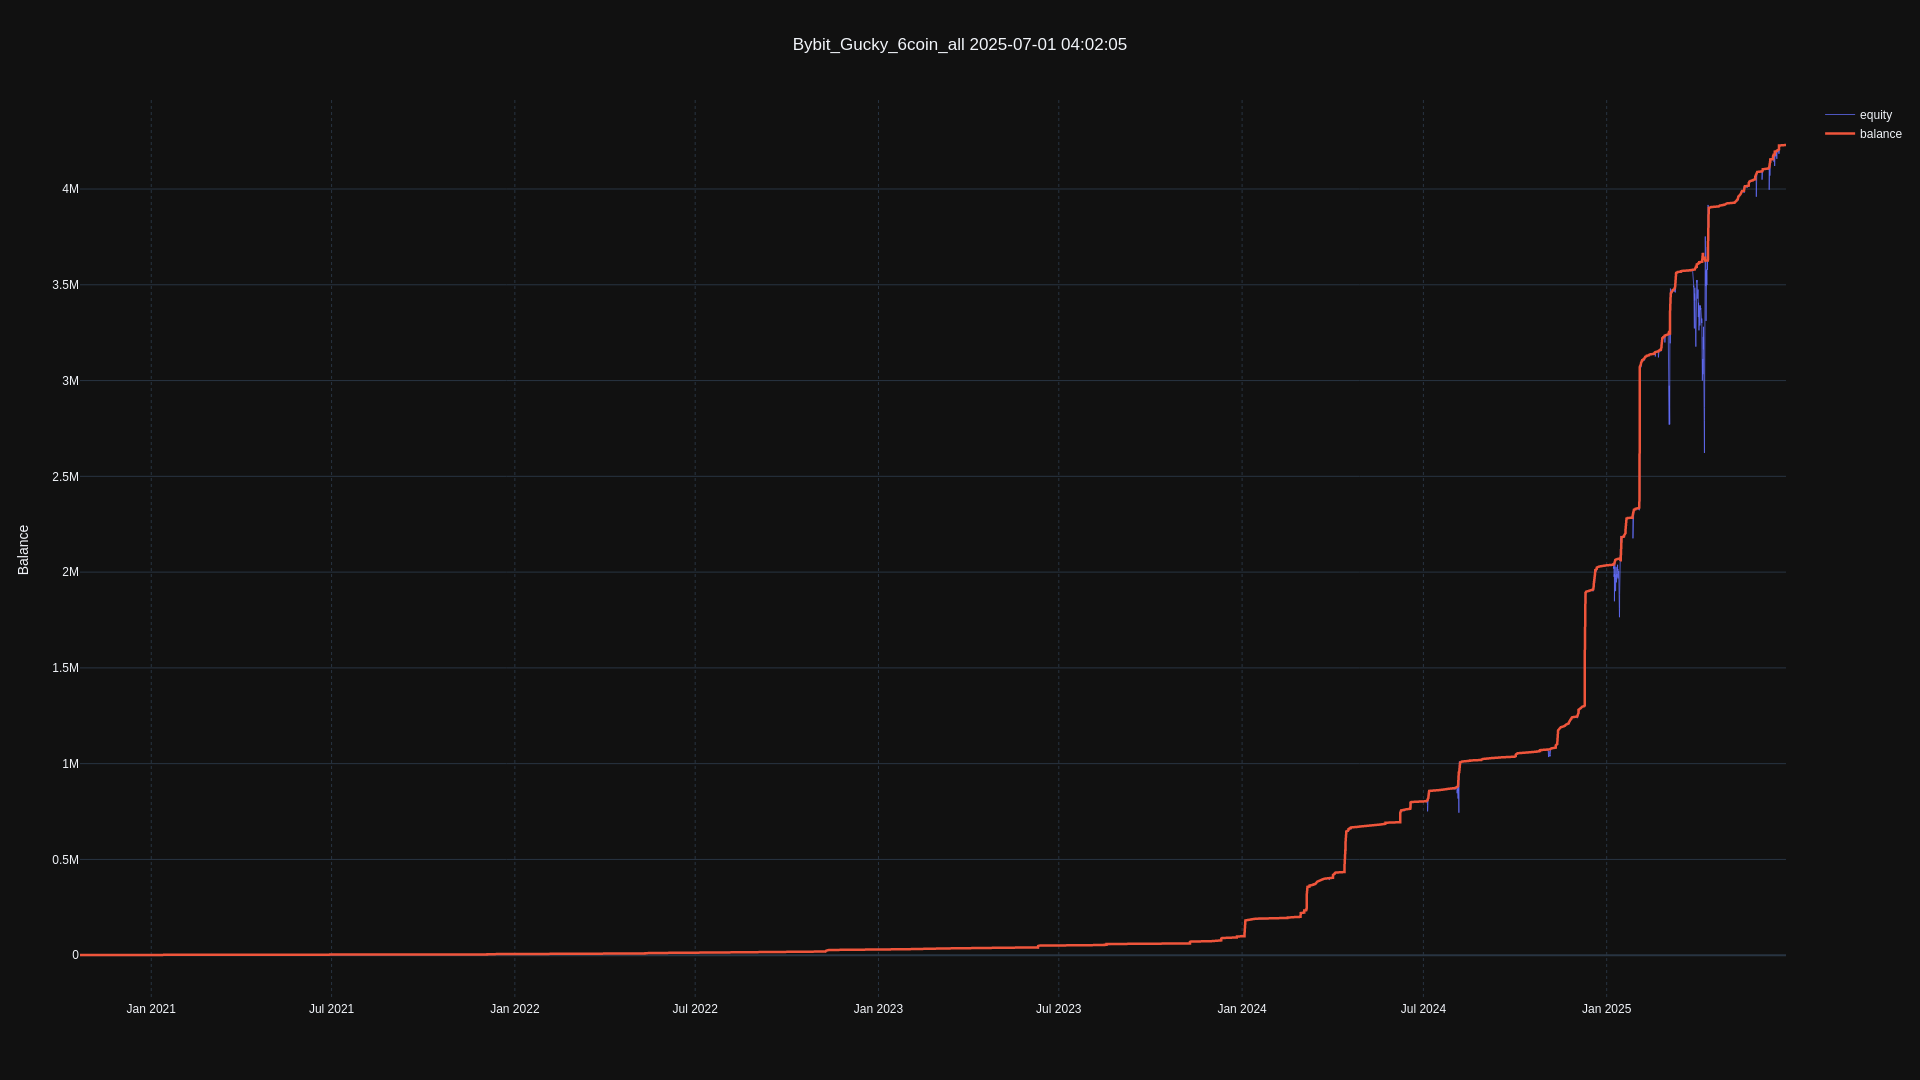 Bybit_Gucky_6coin_all 2025-07-01 04:02:05
equity
balance
4M
3.5M
3M
2.5M
2M
1.5M
1M
0.5M
0
Balance
Jan 2021
Jul 2021
Jan 2022
Jul 2022
Jan 2023
Jul 2023
Jan 2024
Jul 2024
Jan 2025